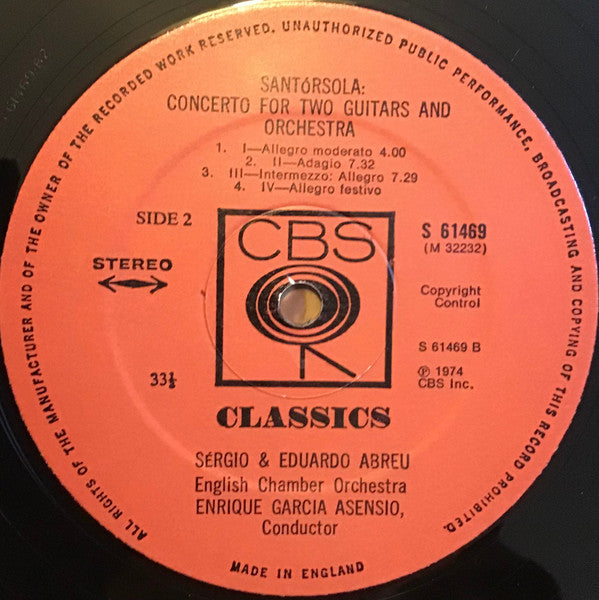 ALL RIGHTS OF THE MANUFACTURER AND OF THE OWNER OF THE RECORDED WORK RESERVED. UNAUTHORIZED PUBLIC PERFORMANCE, BROADCASTING AND COPYING OF THIS RECORD PROHIBITED.
SANTóRSOLA:
CONCERTO FOR TWO GUITARS AND
ORCHESTRA
1. I—Allegro moderato 4.00
2. II—Adagio 7.32
3. III—Intermezzo: Allegro 7.29
4. IV—Allegro festivo
SIDE 2
STEREO
33⅓
CBS
S 61469
(M 32232)
Copyright
Control
S 61469 B
℗ 1974
CBS Inc.
CLASSICS
SÉRGIO & EDUARDO ABREU
English Chamber Orchestra
ENRIQUE GARCIA ASENSIO,
Conductor
MADE IN ENGLAND